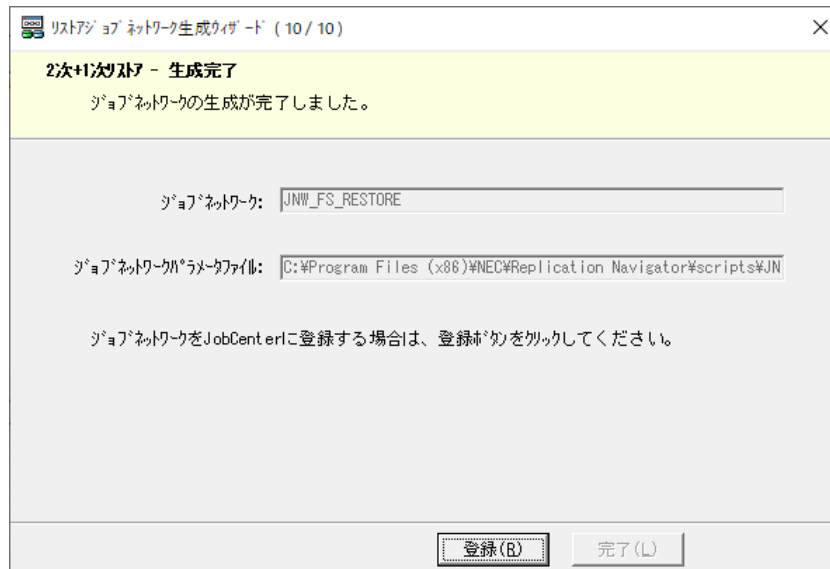 ﾘｽﾄｱｼﾞｮﾌﾞﾈｯﾄﾜｰｸ生成ｳｨｻﾞｰﾄﾞ ( 10 / 10 )
2次+1次ﾘｽﾄｱ - 生成完了
ｼﾞｮﾌﾞﾈｯﾄﾜｰｸの生成が完了しました。
ｼﾞｮﾌﾞﾈｯﾄﾜｰｸ: JNW_FS_RESTORE
ｼﾞｮﾌﾞﾈｯﾄﾜｰｸﾊﾟﾗﾒｰﾀﾌｧｲﾙ: C:¥Program Files (x86)¥NEC¥Replication Navigator¥scripts¥JN
ｼﾞｮﾌﾞﾈｯﾄﾜｰｸをJobCenterに登録する場合は、登録ﾎﾞﾀﾝをｸﾘｯｸしてください。
登録(R) 完了(L)